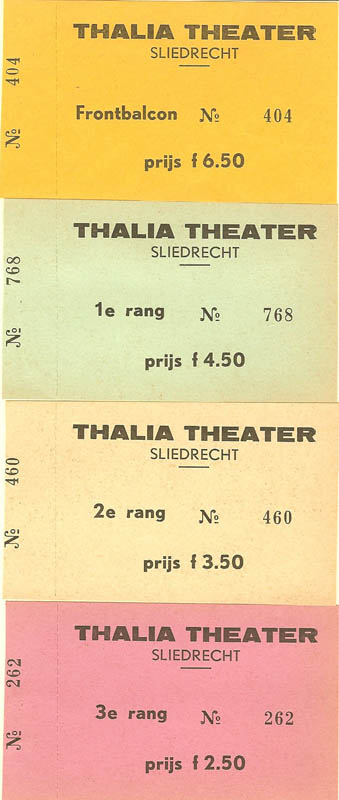 № 404
THALIA THEATER
SLIEDRECHT
Frontbalcon № 404
prijs f 6.50
№ 768
THALIA THEATER
SLIEDRECHT
1e rang № 768
prijs f 4.50
№ 460
THALIA THEATER
SLIEDRECHT
2e rang № 460
prijs f 3.50
№ 262
THALIA THEATER
SLIEDRECHT
3e rang № 262
prijs f 2.50